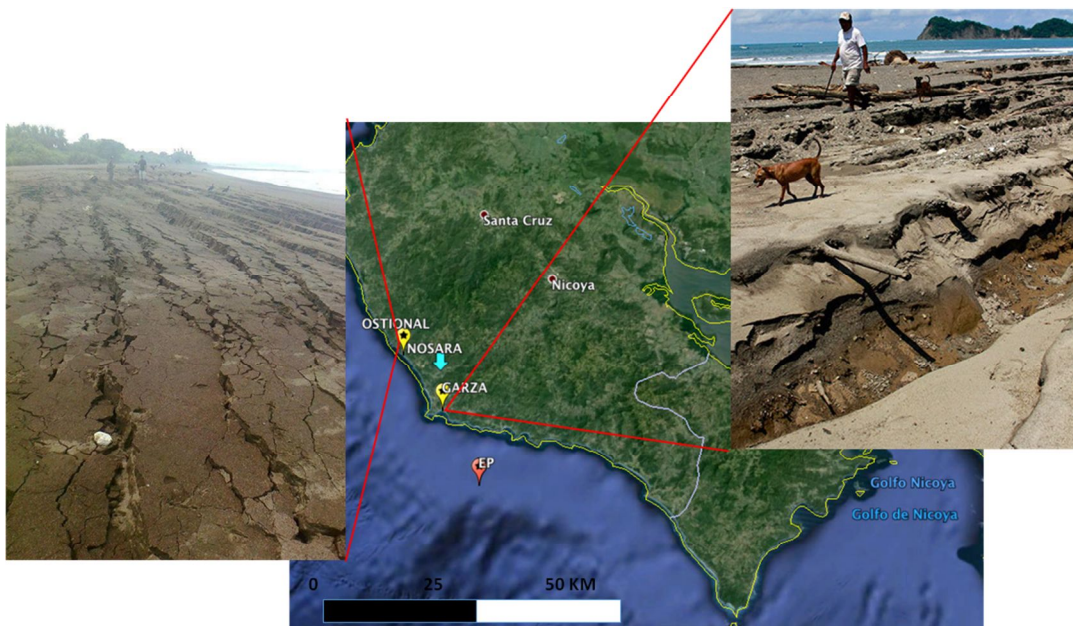 Santa Cruz
Nicoya
OSTIONAL
NOSARA
GARZA
EP
Golfo Nicoya
Golfo de Nicoya
0 25 50 KM